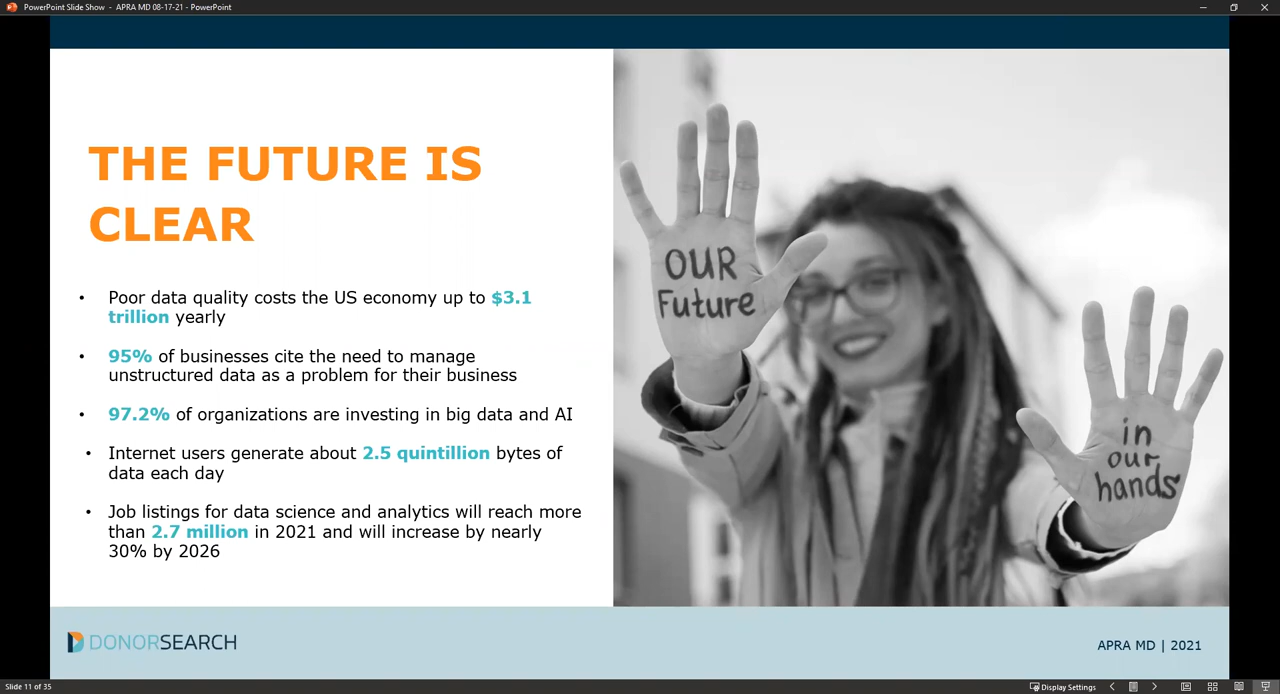 PowerPoint Slide Show - APRA MD 08-17-21 - PowerPoint
THE FUTURE IS
CLEAR
• Poor data quality costs the US economy up to $3.1
trillion yearly
• 95% of businesses cite the need to manage
unstructured data as a problem for their business
• 97.2% of organizations are investing in big data and AI
• Internet users generate about 2.5 quintillion bytes of
data each day
• Job listings for data science and analytics will reach more
than 2.7 million in 2021 and will increase by nearly
30% by 2026
OUR
Future
in
our
hands
DONORSEARCH
APRA MD | 2021
Slide 11 of 35
Display Settings